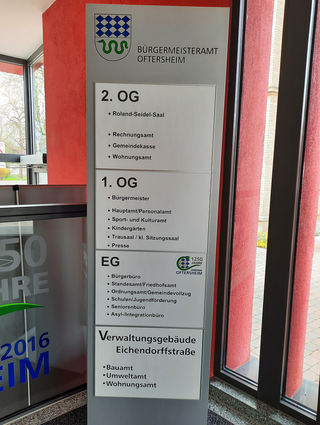 BÜRGERMEISTERAMT
OFTERSHEIM
2. OG
• Roland-Seidel-Saal
• Rechnungsamt
• Gemeindekasse
• Wohnungsamt
1. OG
• Bürgermeister
• Hauptamt/Personalamt
• Sport- und Kulturamt
• Kindergärten
• Trausaal / kl. Sitzungssaal
• Presse
EG
1250
OFTERSHEIM
• Bürgerbüro
• Standesamt/Friedhofsamt
• Ordnungsamt/Gemeindevollzug
• Schulen/Jugendförderung
• Seniorenbüro
• Asyl-/Integrationbüro
Verwaltungsgebäude
Eichendorffstraße
• Bauamt
• Umweltamt
• Wohnungsamt
50
HRE
2016
EIM